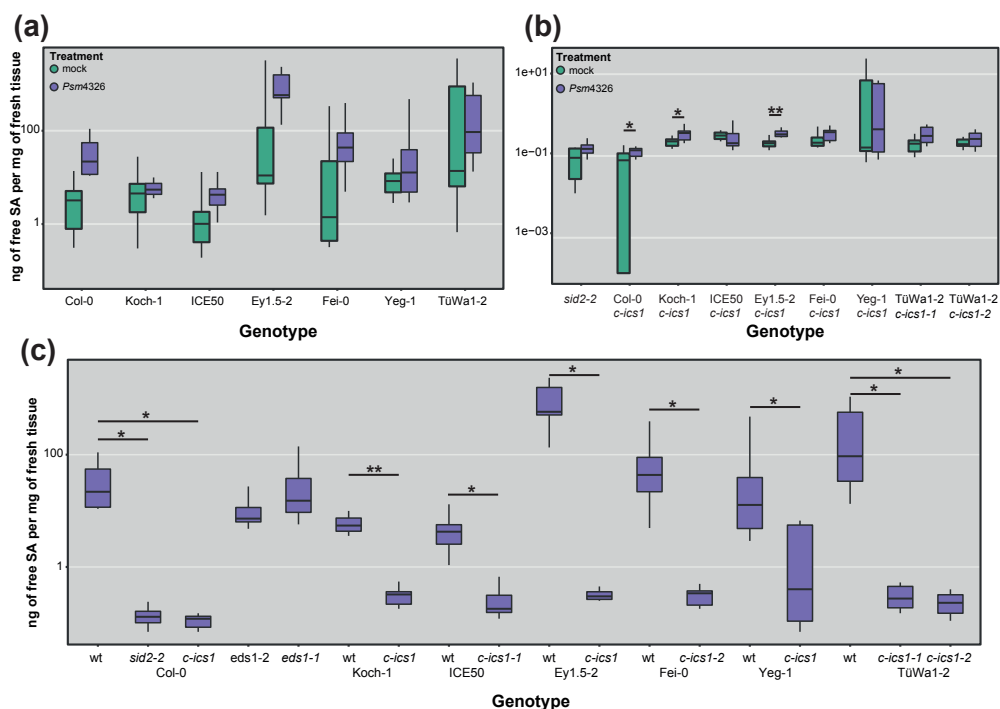 (a)
Treatment
mock
Psm4326
100
1
ng of free SA per mg of fresh tissue
Col-0 Koch-1 ICE50 Ey1.5-2 Fei-0 Yeg-1 TüWa1-2
Genotype
(b)
Treatment
mock
Psm4326
1e+01
1e-01
1e-03
* * **
sid2-2 Col-0 Koch-1 ICE50 Ey1.5-2 Fei-0 Yeg-1 TüWa1-2 TüWa1-2
c-ics1 c-ics1 c-ics1 c-ics1 c-ics1 c-ics1 c-ics1-1 c-ics1-2
Genotype
(c)
100
1
ng of free SA per mg of fresh tissue
* * ** * * * * * *
wt sid2-2 c-ics1 eds1-2 eds1-1 wt c-ics1 wt c-ics1-1 wt c-ics1 wt c-ics1-2 wt c-ics1 wt c-ics1-1 c-ics1-2
Col-0 Koch-1 ICE50 Ey1.5-2 Fei-0 Yeg-1 TüWa1-2
Genotype